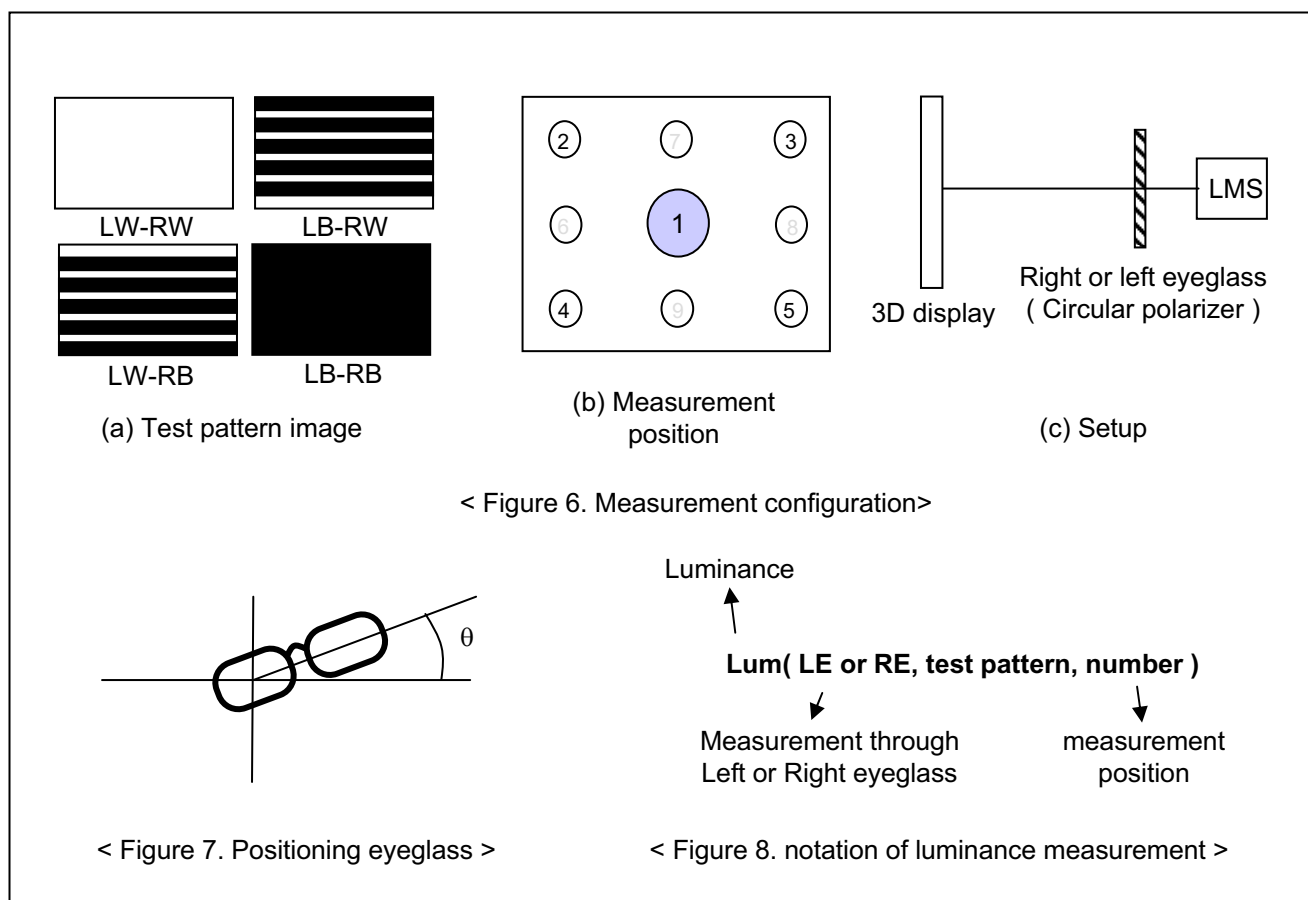 LW-RW
LB-RW
LW-RB
LB-RB
(a) Test pattern image
2
7
3
6
1
8
4
9
5
(b) Measurement
position
LMS
3D display
Right or left eyeglass
( Circular polarizer )
(c) Setup
< Figure 6. Measurement configuration>
θ
< Figure 7. Positioning eyeglass >
Luminance
Lum( LE or RE, test pattern, number )
Measurement through
Left or Right eyeglass
measurement
position
< Figure 8. notation of luminance measurement >